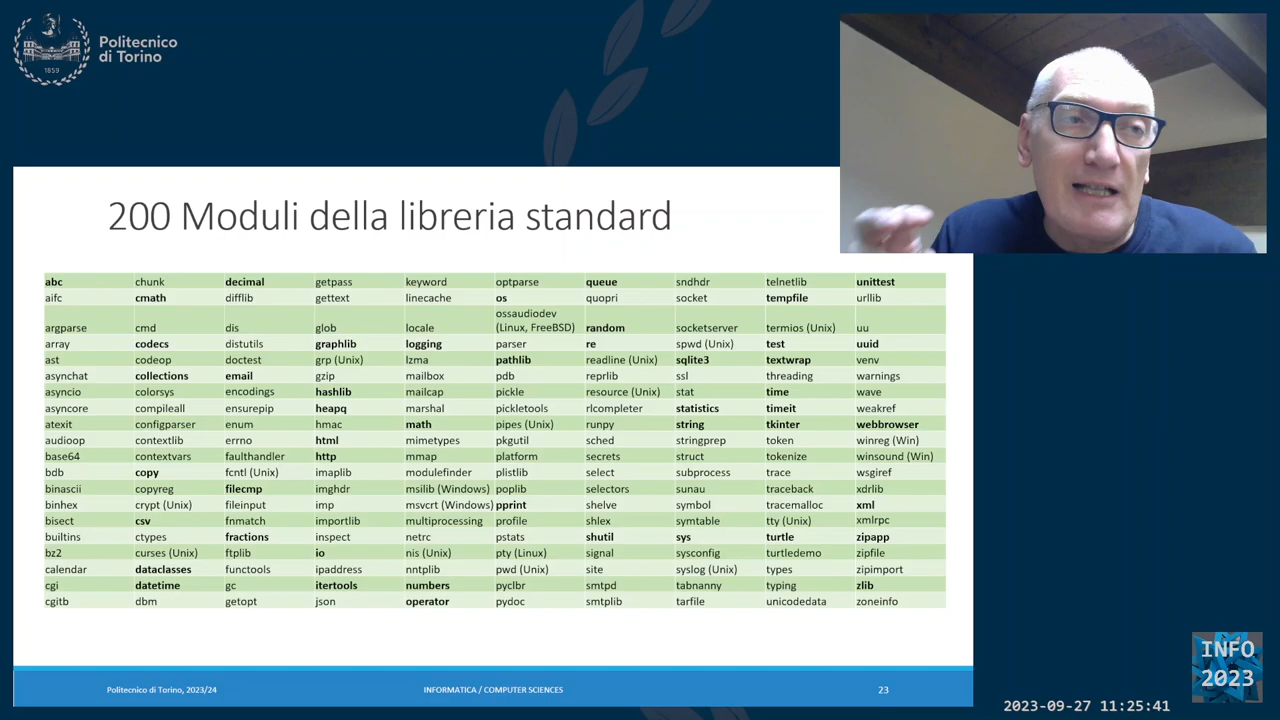 Politecnico
di Torino
1859
200 Moduli della libreria standard
abc chunk decimal getpass keyword optparse queue sndhdr telnetlib unittest
aifc cmath difflib gettext linecache os quopri socket tempfile urllib
ossaudiodev
argparse cmd dis glob locale (Linux, FreeBSD) random socketserver termios (Unix) uu
array codecs distutils graphlib logging parser re spwd (Unix) test uuid
ast codeop doctest grp (Unix) lzma pathlib readline (Unix) sqlite3 textwrap venv
asynchat collections email gzip mailbox pdb reprlib ssl threading warnings
asyncio colorsys encodings hashlib mailcap pickle resource (Unix) stat time wave
asyncore compileall ensurepip heapq marshal pickletools rlcompleter statistics timeit weakref
atexit configparser enum hmac math pipes (Unix) runpy string tkinter webbrowser
audioop contextlib errno html mimetypes pkgutil sched stringprep token winreg (Win)
base64 contextvars faulthandler http mmap platform secrets struct tokenize winsound (Win)
bdb copy fcntl (Unix) imaplib modulefinder plistlib select subprocess trace wsgiref
binascii copyreg filecmp imghdr msilib (Windows) poplib selectors sunau traceback xdrlib
binhex crypt (Unix) fileinput imp msvcrt (Windows) pprint shelve symbol tracemalloc xml
bisect csv fnmatch importlib multiprocessing profile shlex symtable tty (Unix) xmlrpc
builtins ctypes fractions inspect netrc pstats shutil sys turtle zipapp
bz2 curses (Unix) ftplib io nis (Unix) pty (Linux) signal sysconfig turtledemo zipfile
calendar dataclasses functools ipaddress nntplib pwd (Unix) site syslog (Unix) types zipimport
cgi datetime gc itertools numbers pyclbr smtpd tabnanny typing zlib
cgitb dbm getopt json operator pydoc smtplib tarfile unicodedata zoneinfo
Politecnico di Torino, 2023/24 INFORMATICA / COMPUTER SCIENCES 23
INFO
2023
2023-09-27 11:25:41